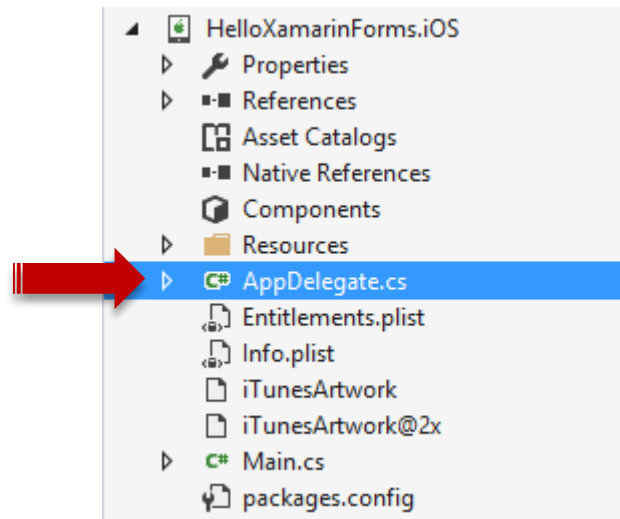 HelloXamarinForms.iOS
Properties
References
Asset Catalogs
Native References
Components
Resources
C# AppDelegate.cs
Entitlements.plist
Info.plist
iTunesArtwork
iTunesArtwork@2x
C# Main.cs
packages.config